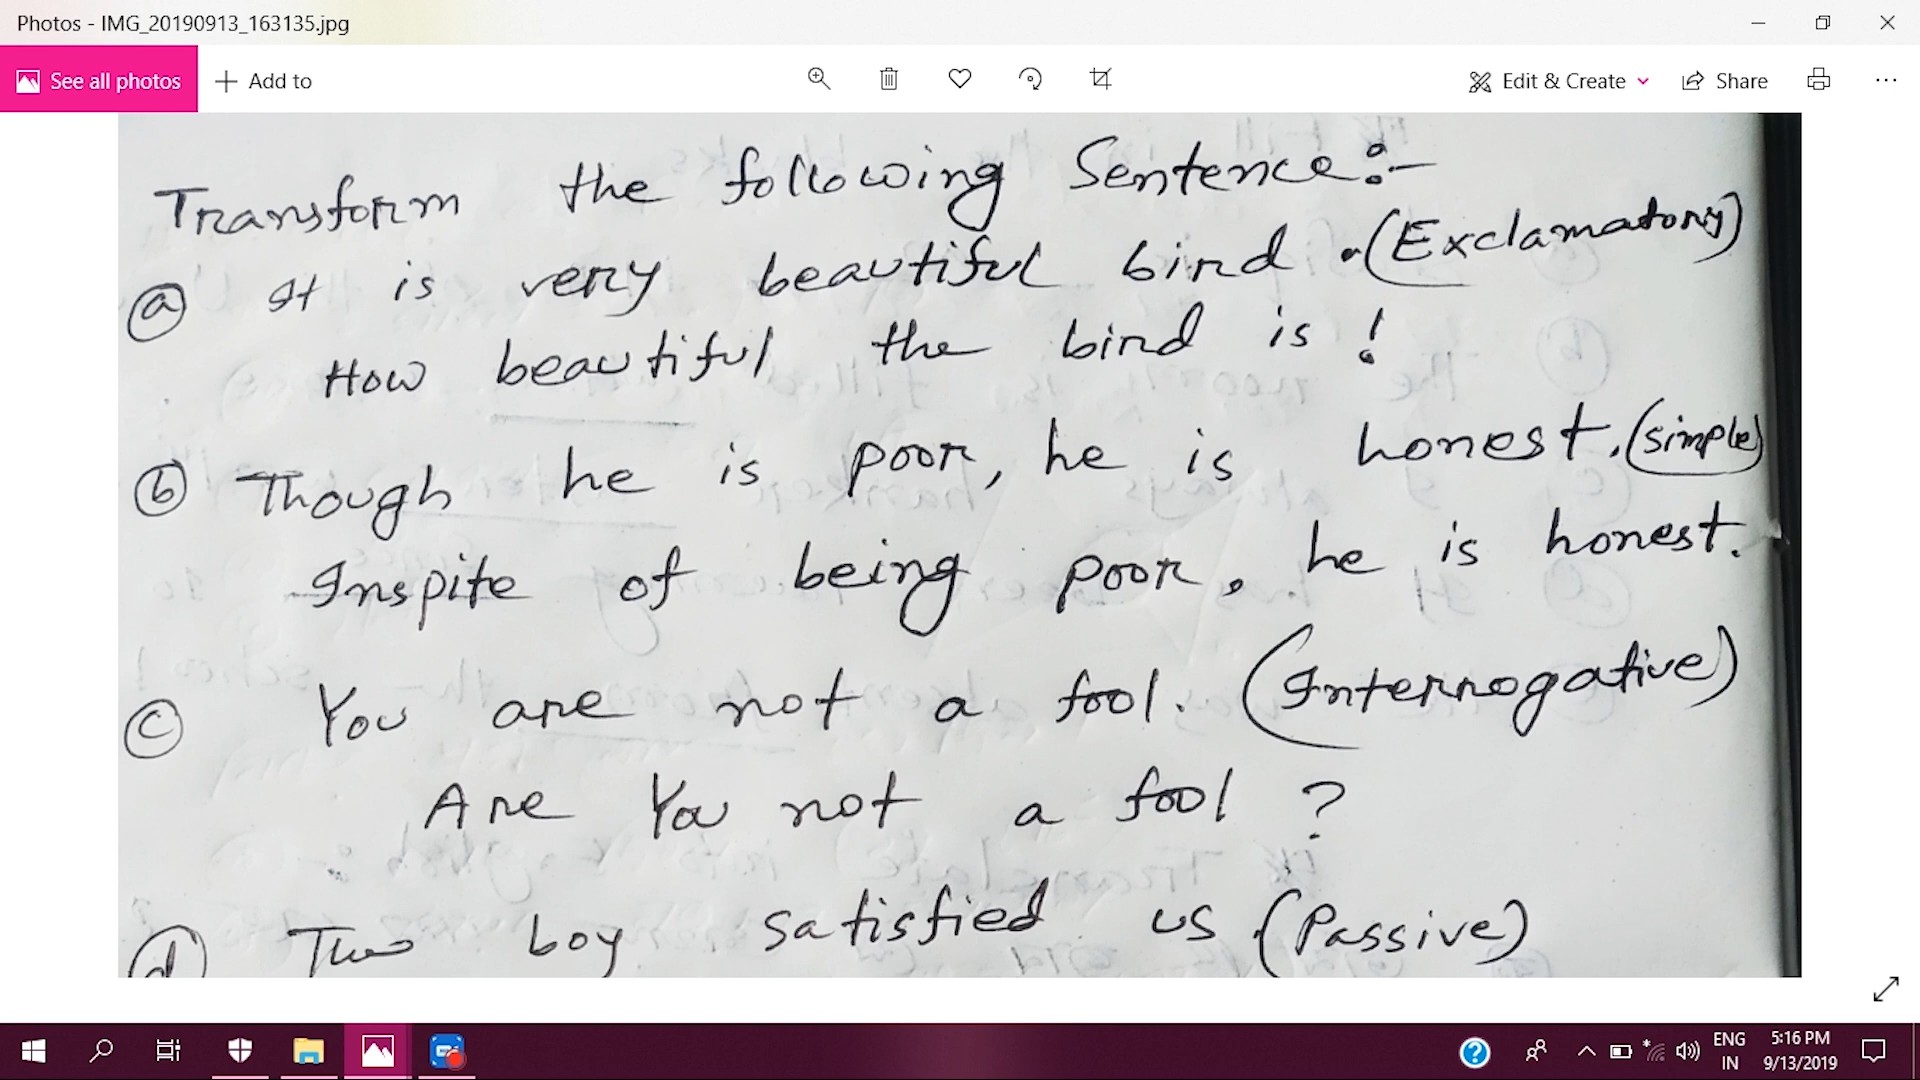 Photos - IMG_20190913_163135.jpg
See all photos
Add to
Edit & Create
Share
Transform the following Sentence:-
(a) It is very beautiful bird. (Exclamatory)
How beautiful the bird is!
(b) Though he is poor, he is honest. (simple)
Inspite of being poor, he is honest.
(c) You are not a fool. (Interrogative)
Are You not a fool?
(d) The boy satisfied us. (Passive)
ENG
IN
5:16 PM
9/13/2019